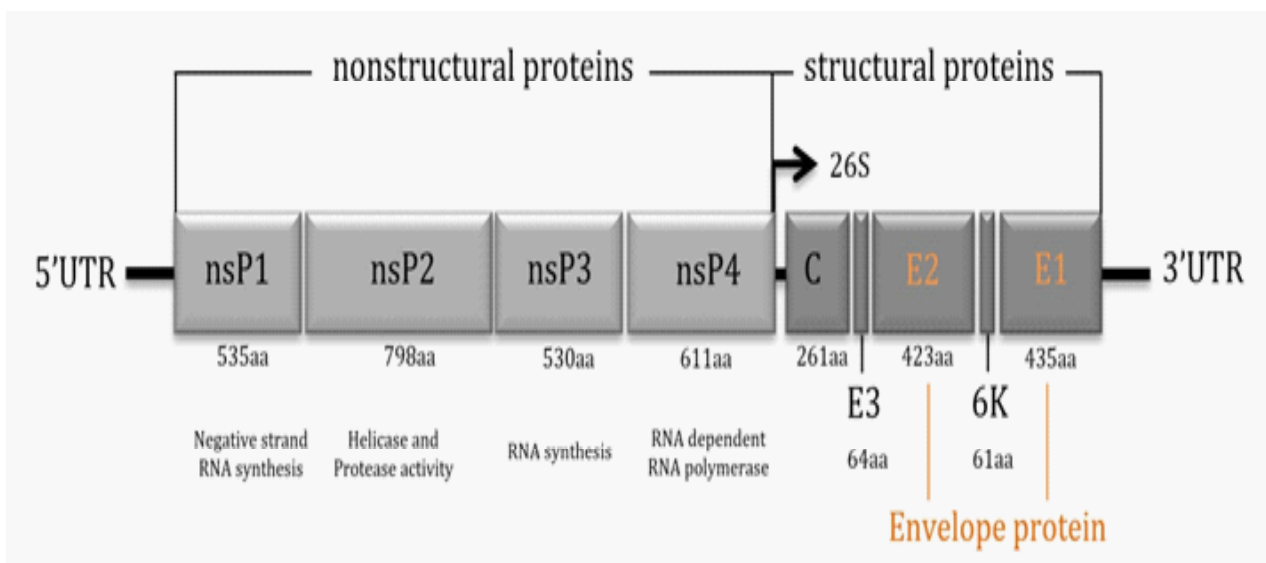 nonstructural proteins
structural proteins
26S
5’UTR
nsP1
nsP2
nsP3
nsP4
C
E2
E1
3’UTR
535aa
798aa
530aa
611aa
261aa
423aa
435aa
E3
6K
64aa
61aa
Negative strand
RNA synthesis
Helicase and
Protease activity
RNA synthesis
RNA dependent
RNA polymerase
Envelope protein